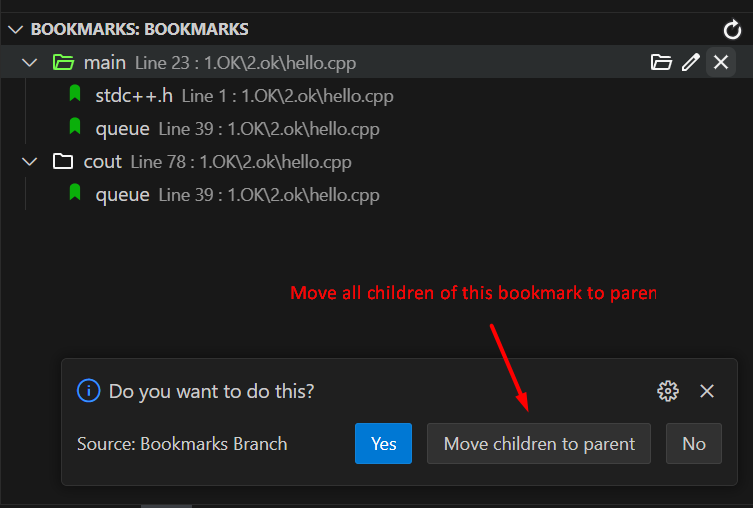 BOOKMARKS: BOOKMARKS
main Line 23 : 1.OK\2.ok\hello.cpp
stdc++.h Line 1 : 1.OK\2.ok\hello.cpp
queue Line 39 : 1.OK\2.ok\hello.cpp
cout Line 78 : 1.OK\2.ok\hello.cpp
queue Line 39 : 1.OK\2.ok\hello.cpp
Move all children of this bookmark to paren
Do you want to do this?
Source: Bookmarks Branch Yes Move children to parent No